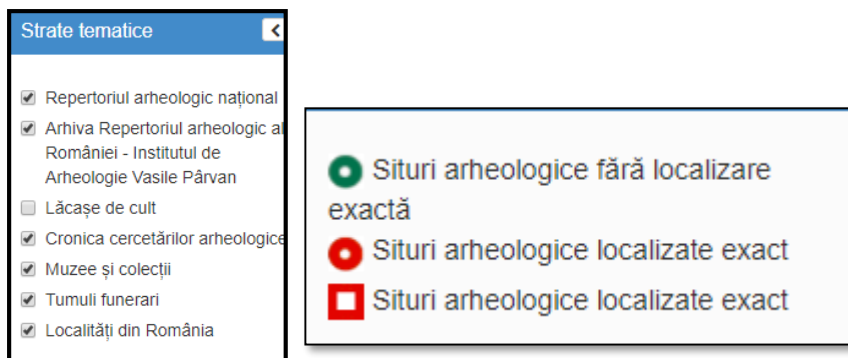 Strate tematice
Repertoriul arheologic național
Arhiva Repertoriul arheologic al
României - Institutul de
Arheologie Vasile Pârvan
Lăcașe de cult
Cronica cercetărilor arheologice
Muzee și colecții
Tumuli funerari
Localități din România
Situri arheologice fără localizare
exactă
Situri arheologice localizate exact
Situri arheologice localizate exact